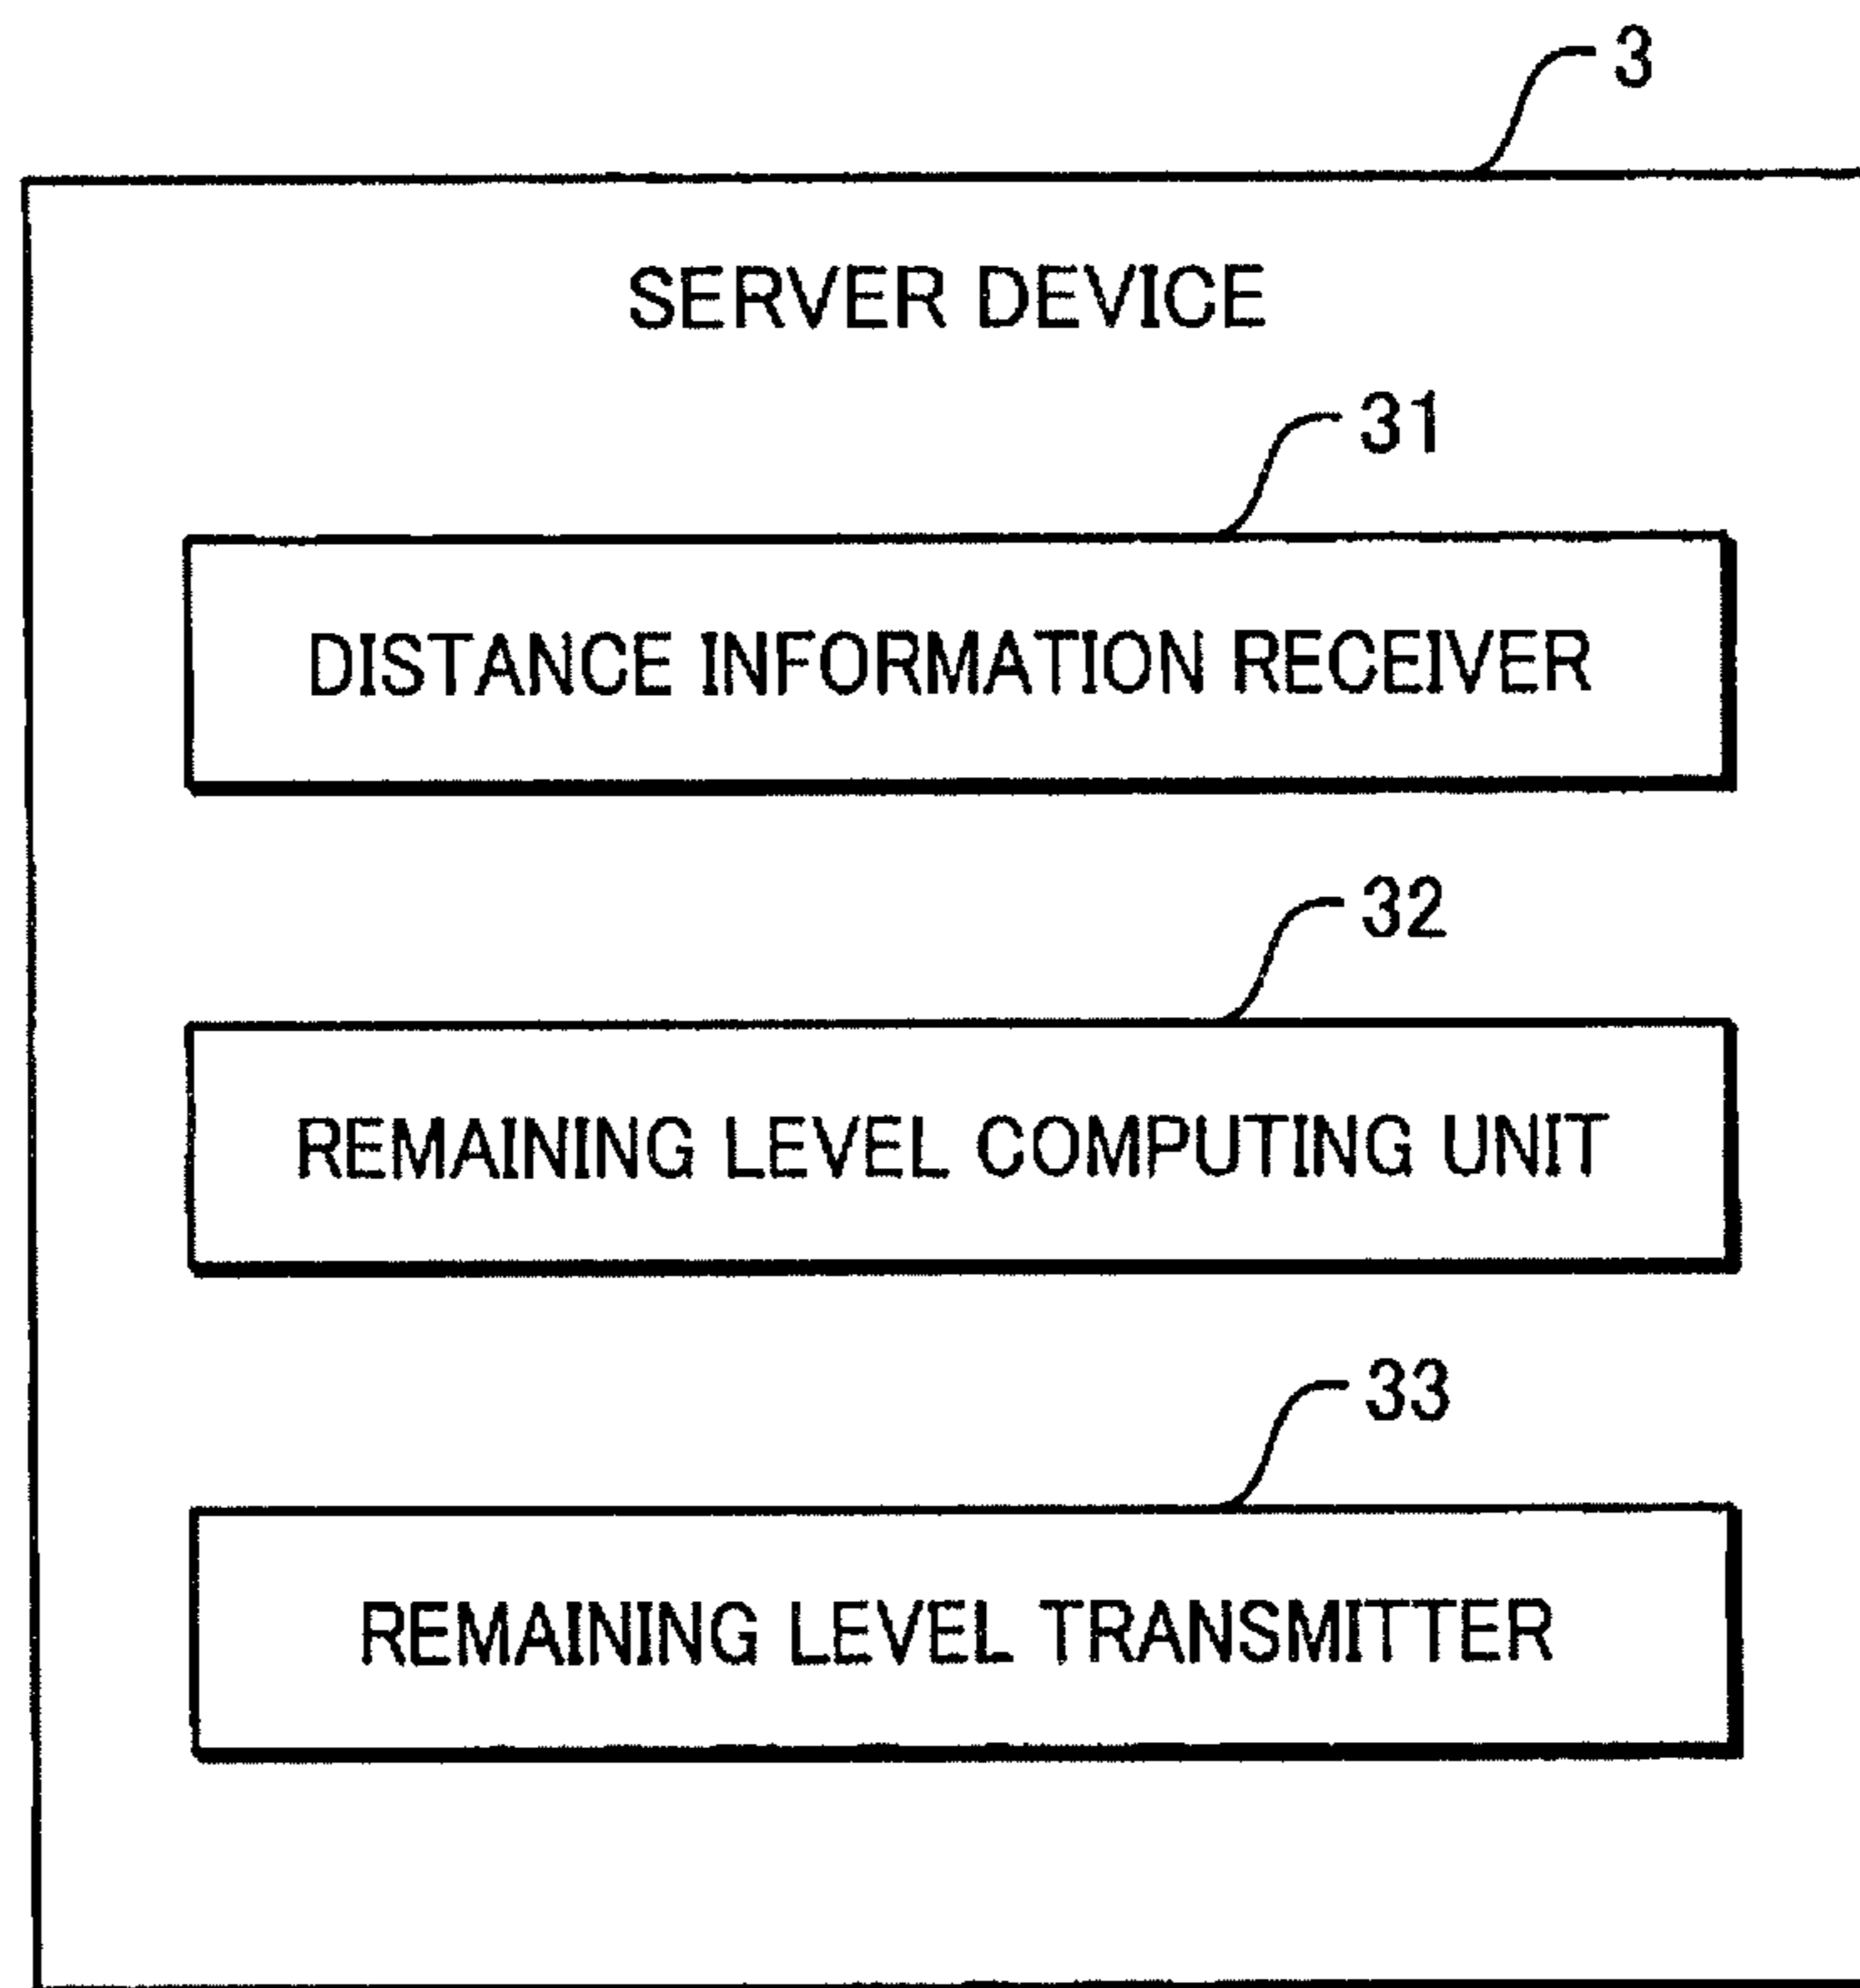 3
SERVER DEVICE
31
DISTANCE INFORMATION RECEIVER
32
REMAINING LEVEL COMPUTING UNIT
33
REMAINING LEVEL TRANSMITTER